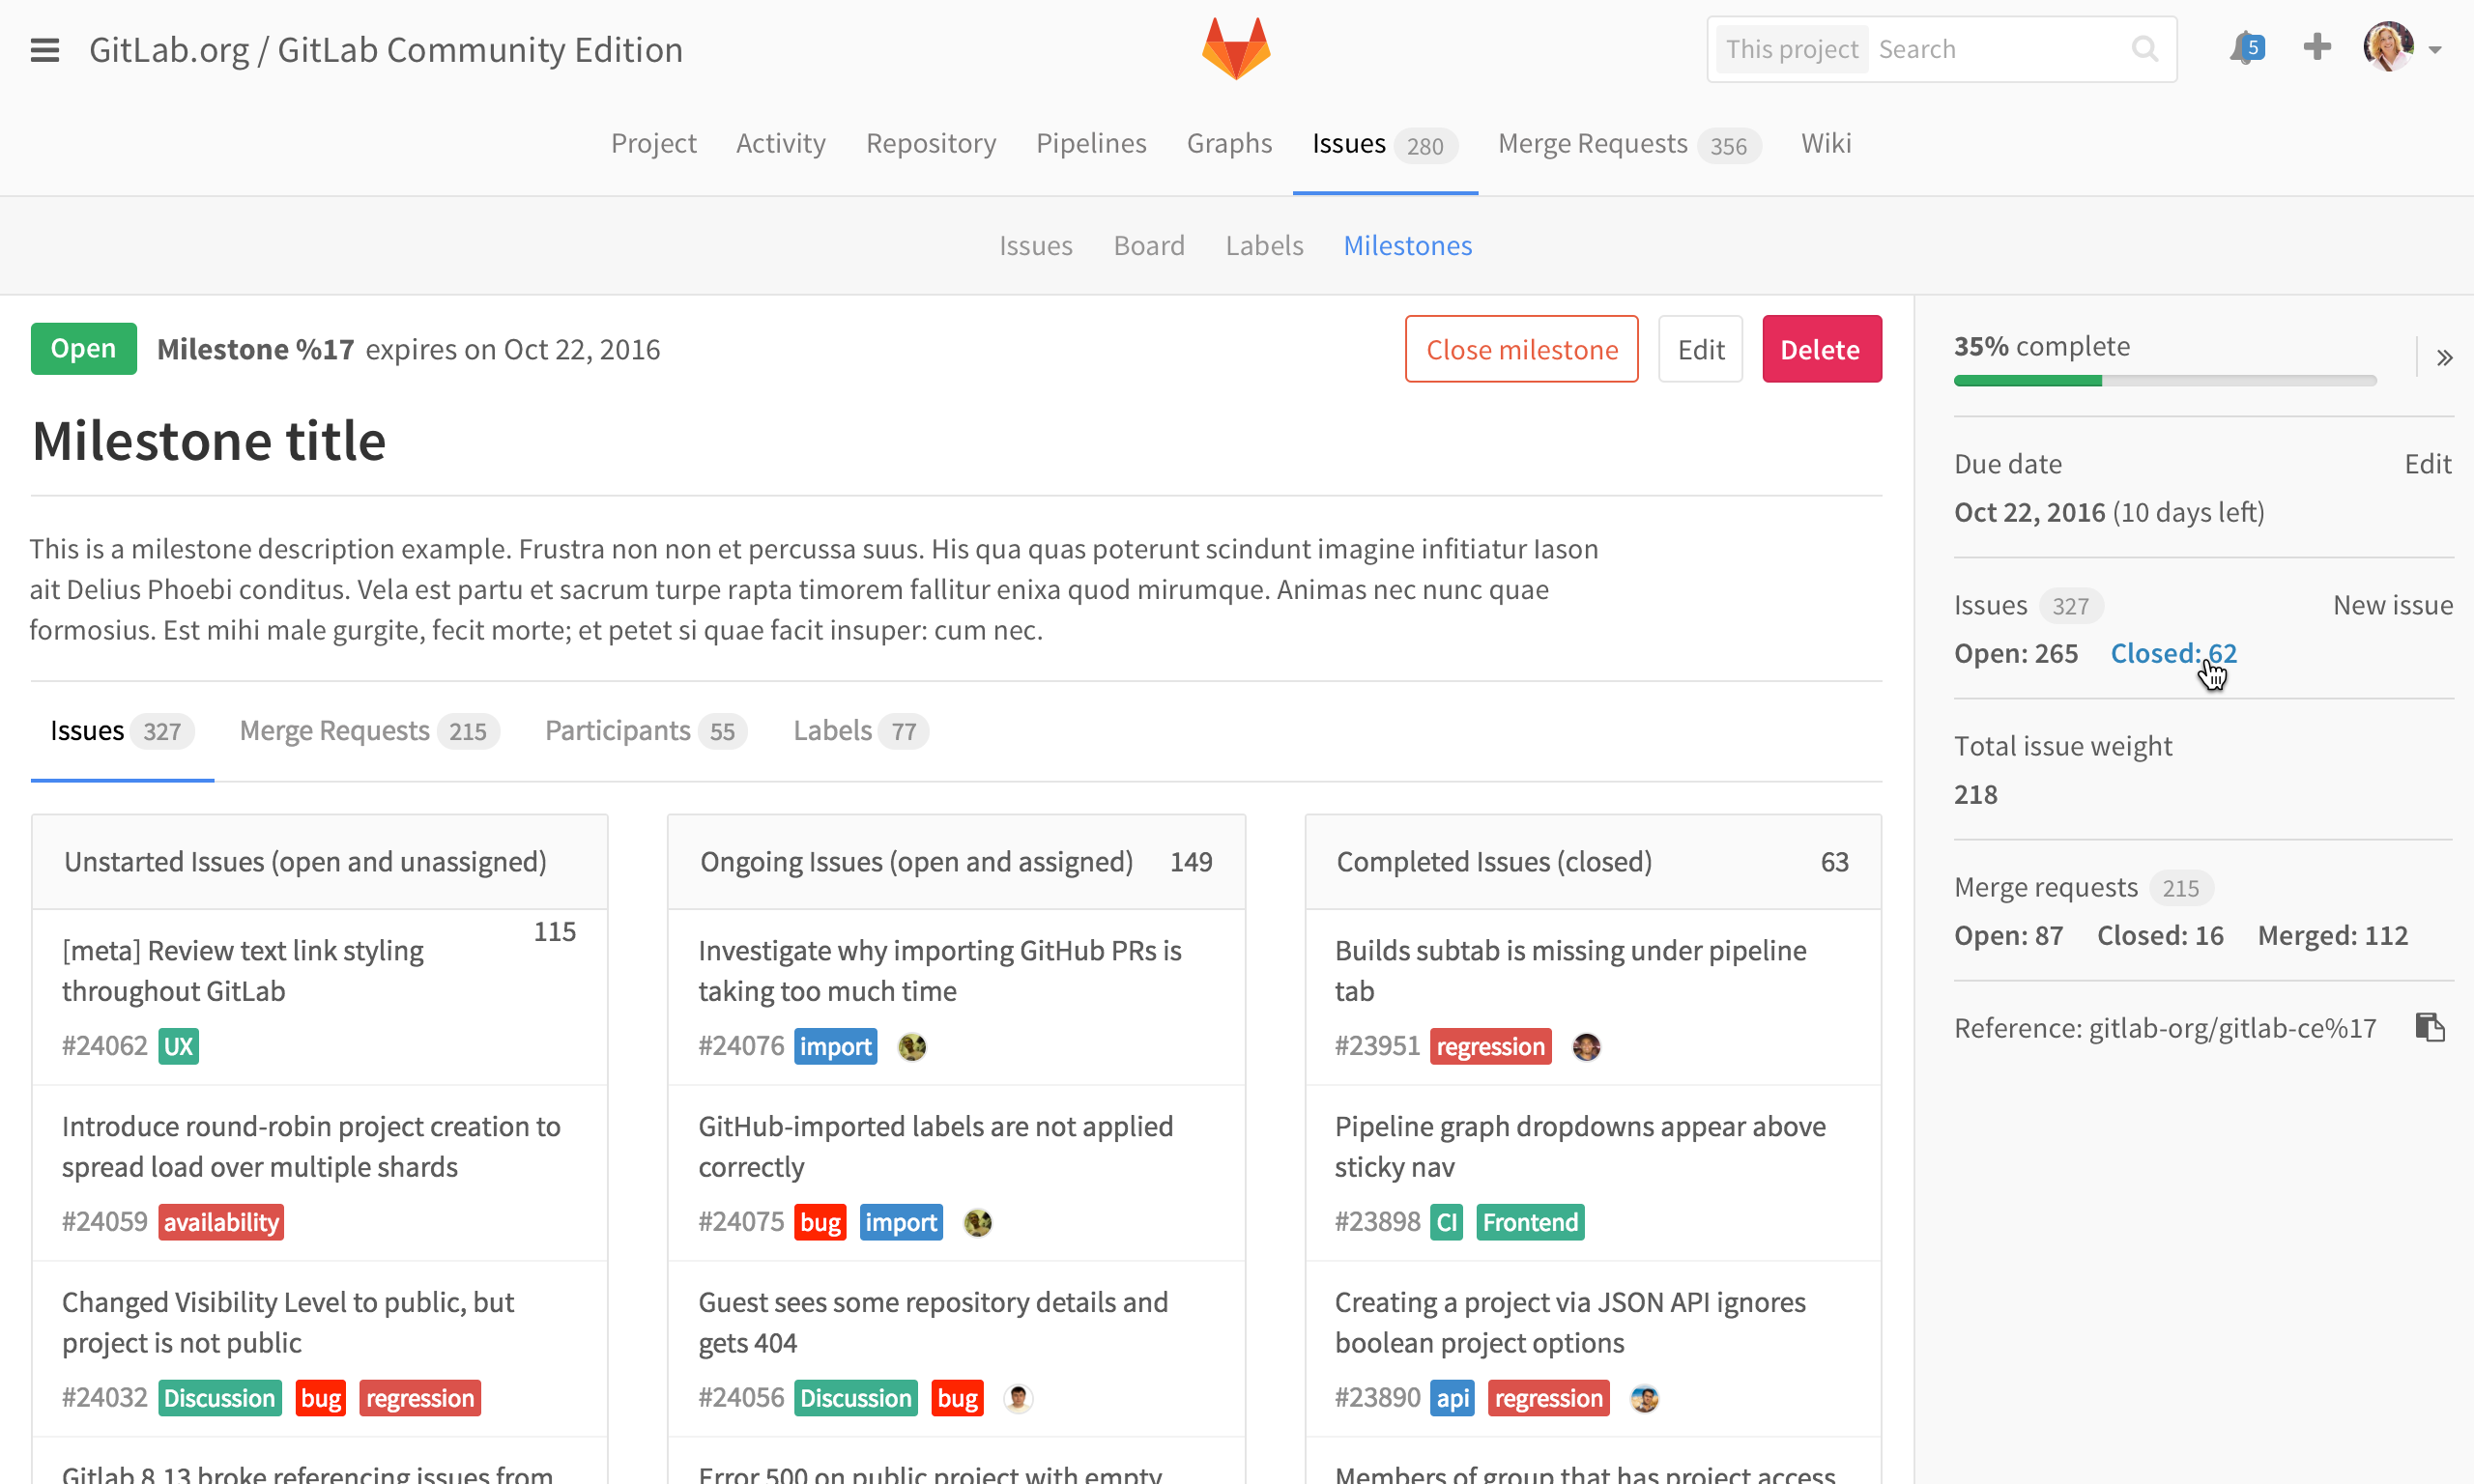 GitLab.org / GitLab Community Edition
This project Search
5
Project Activity Repository Pipelines Graphs Issues 280 Merge Requests 356 Wiki
Issues Board Labels Milestones
Open Milestone %17 expires on Oct 22, 2016
Close milestone Edit Delete
Milestone title
This is a milestone description example. Frustra non non et percussa suus. His qua quas poterunt scindunt imagine infitiatur Iason
ait Delius Phoebi conditus. Vela est partu et sacrum turpe rapta timorem fallitur enixa quod mirumque. Animas nec nunc quae
formosius. Est mihi male gurgite, fecit morte; et petet si quae facit insuper: cum nec.
Issues 327 Merge Requests 215 Participants 55 Labels 77
Unstarted Issues (open and unassigned)
115
[meta] Review text link styling
throughout GitLab
#24062 UX
Introduce round-robin project creation to
spread load over multiple shards
#24059 availability
Changed Visibility Level to public, but
project is not public
#24032 Discussion bug regression
Gitlab 8.13 broke referencing issues from
Ongoing Issues (open and assigned) 149
Investigate why importing GitHub PRs is
taking too much time
#24076 import
GitHub-imported labels are not applied
correctly
#24075 bug import
Guest sees some repository details and
gets 404
#24056 Discussion bug
Error 500 on public project with empty
Completed Issues (closed) 63
Builds subtab is missing under pipeline
tab
#23951 regression
Pipeline graph dropdowns appear above
sticky nav
#23898 CI Frontend
Creating a project via JSON API ignores
boolean project options
#23890 api regression
Members of group that has project access
35% complete
Due date Edit
Oct 22, 2016 (10 days left)
Issues 327 New issue
Open: 265 Closed: 62
Total issue weight
218
Merge requests 215
Open: 87 Closed: 16 Merged: 112
Reference: gitlab-org/gitlab-ce%17